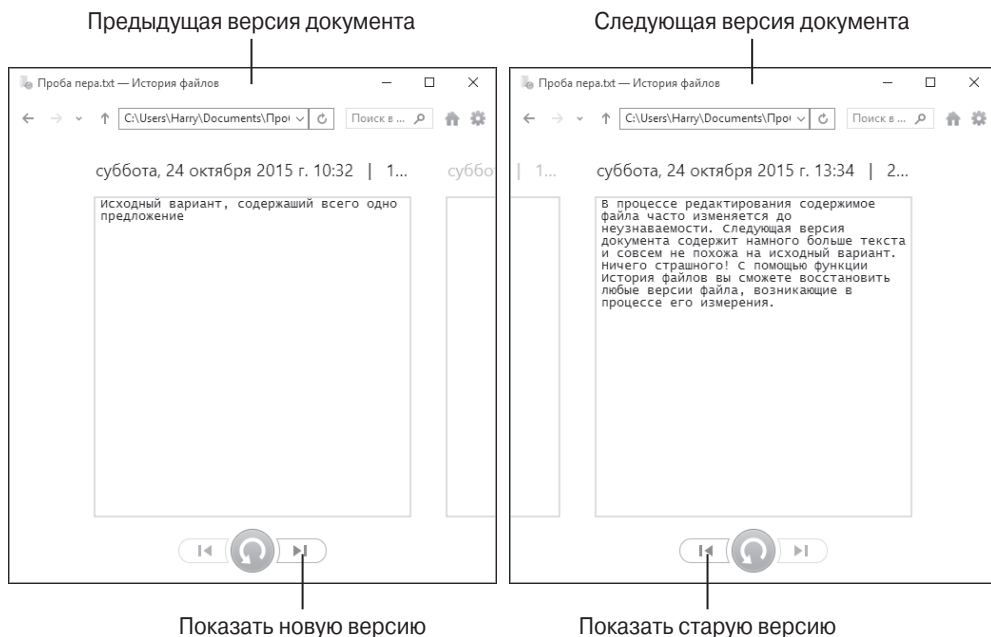 Предыдущая версия документа
Следующая версия документа
Проба пера.txt — История файлов
C:\Users\Harry\Documents\Про
Поиск в ...
суббота, 24 октября 2015 г. 10:32 | 1...
суббо
Исходный вариант, содержаший всего одно
предложение
Проба пера.txt — История файлов
C:\Users\Harry\Documents\Про
Поиск в ...
| 1...
суббота, 24 октября 2015 г. 13:34 | 2...
В процессе редактирования содержимое
файла часто изменяется до
неузнаваемости. Следующая версия
документа содержит намного больше текста
и совсем не похожа на исходный вариант.
Ничего страшного! С помощью функции
История файлов вы сможете восстановить
любые версии файла, возникающие в
процессе его измерения.
Показать новую версию
Показать старую версию